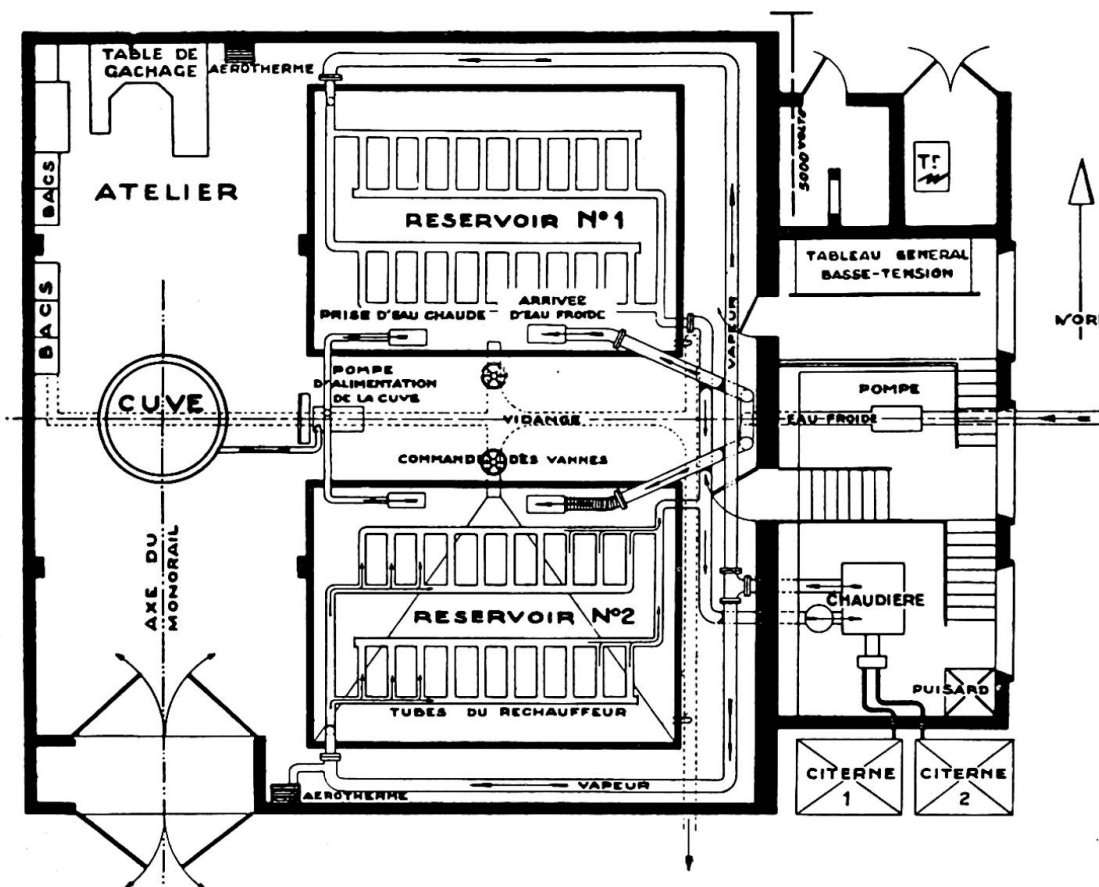 TABLE DE
GACHAGE
AEROTHERME
5000 VOLTS
Tr
BACS
ATELIER
RESERVOIR Nº1
TABLEAU GENERAL
BASSE-TENSION
VAPEUR
BACS
PRISE D'EAU CHAUDE
ARRIVEE
D'EAU FROIDE
NORD
POMPE
D'ALIMENTATION
DE LA CUVE
POMPE
CUVE
VIDANGE
EAU-FROIDE
COMMANDE DES VANNES
AXE DU
MONORAIL
RESERVOIR Nº2
CHAUDIERE
PUISARD
TUBES DU RECHAUFFEUR
AEROTHERME
VAPEUR
CITERNE
1
CITERNE
2